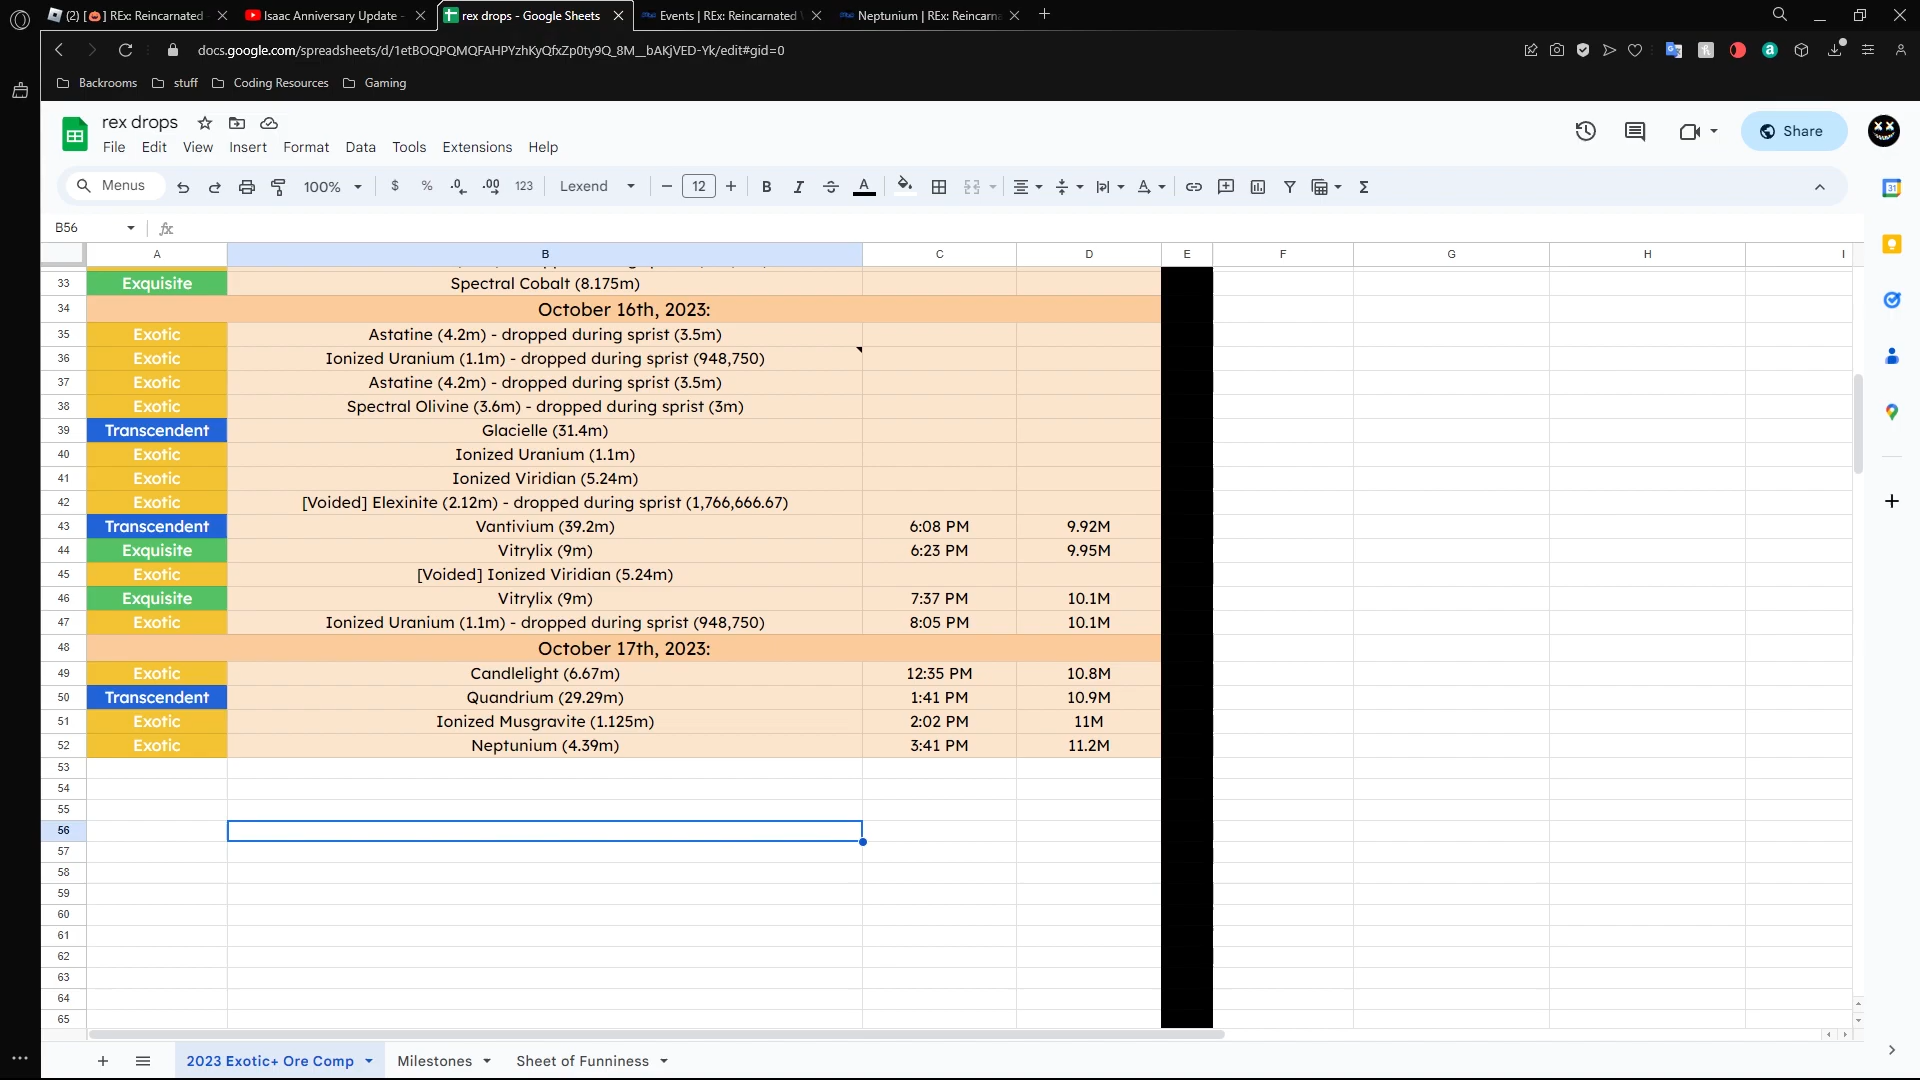 (2) [🎃] REx: Reincarnated
Isaac Anniversary Update -
rex drops - Google Sheets
Events | REx: Reincarnated
Neptunium | REx: Reincarn
docs.google.com/spreadsheets/d/1etBOQPQMQFAHPYzhKyQfxZp0ty9Q_8M__bAKjVED-Yk/edit#gid=0
Backrooms stuff Coding Resources Gaming
rex drops
Share
File Edit View Insert Format Data Tools Extensions Help
Menus 100% $ % .0 .00 123 Lexend 12 B I A
31
B56
A B C D E F G H I
33 Exquisite Spectral Cobalt (8.175m)
34 October 16th, 2023:
35 Exotic Astatine (4.2m) - dropped during sprist (3.5m)
36 Exotic Ionized Uranium (1.1m) - dropped during sprist (948,750)
37 Exotic Astatine (4.2m) - dropped during sprist (3.5m)
38 Exotic Spectral Olivine (3.6m) - dropped during sprist (3m)
39 Transcendent Glacielle (31.4m)
40 Exotic Ionized Uranium (1.1m)
41 Exotic Ionized Viridian (5.24m)
42 Exotic [Voided] Elexinite (2.12m) - dropped during sprist (1,766,666.67)
43 Transcendent Vantivium (39.2m) 6:08 PM 9.92M
44 Exquisite Vitrylix (9m) 6:23 PM 9.95M
45 Exotic [Voided] Ionized Viridian (5.24m)
46 Exquisite Vitrylix (9m) 7:37 PM 10.1M
47 Exotic Ionized Uranium (1.1m) - dropped during sprist (948,750) 8:05 PM 10.1M
48 October 17th, 2023:
49 Exotic Candlelight (6.67m) 12:35 PM 10.8M
50 Transcendent Quandrium (29.29m) 1:41 PM 10.9M
51 Exotic Ionized Musgravite (1.125m) 2:02 PM 11M
52 Exotic Neptunium (4.39m) 3:41 PM 11.2M
53
54
55
56
57
58
59
60
61
62
63
64
65
2023 Exotic+ Ore Comp Milestones Sheet of Funniness